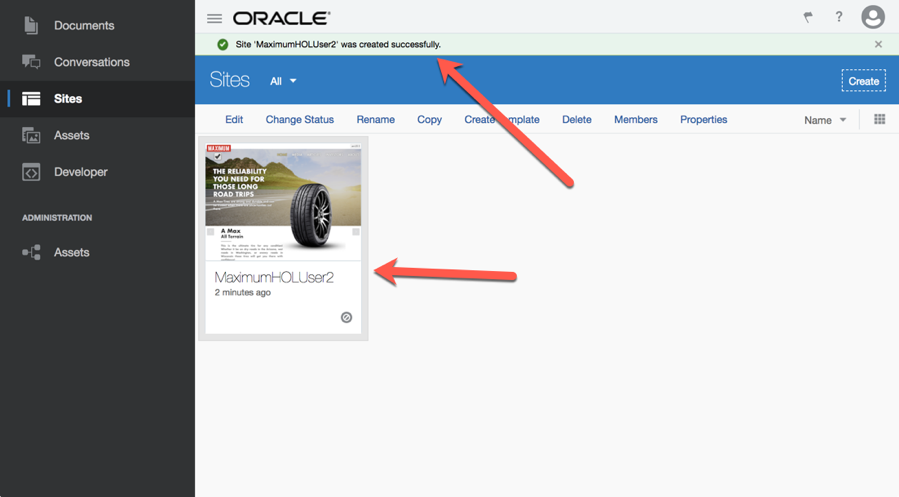 Documents
Conversations
Sites
Assets
Developer
ADMINISTRATION
Assets
ORACLE®
?
Site 'MaximumHOLUser2' was created successfully.
Sites
All
Create
Edit
Change Status
Rename
Copy
Create
Delete
Members
Properties
Name
MAXIMUM
THE RELIABILITY
YOU NEED FOR
THOSE LONG
ROAD TRIPS
A Max
All Terrain
MaximumHOLUser2
2 minutes ago